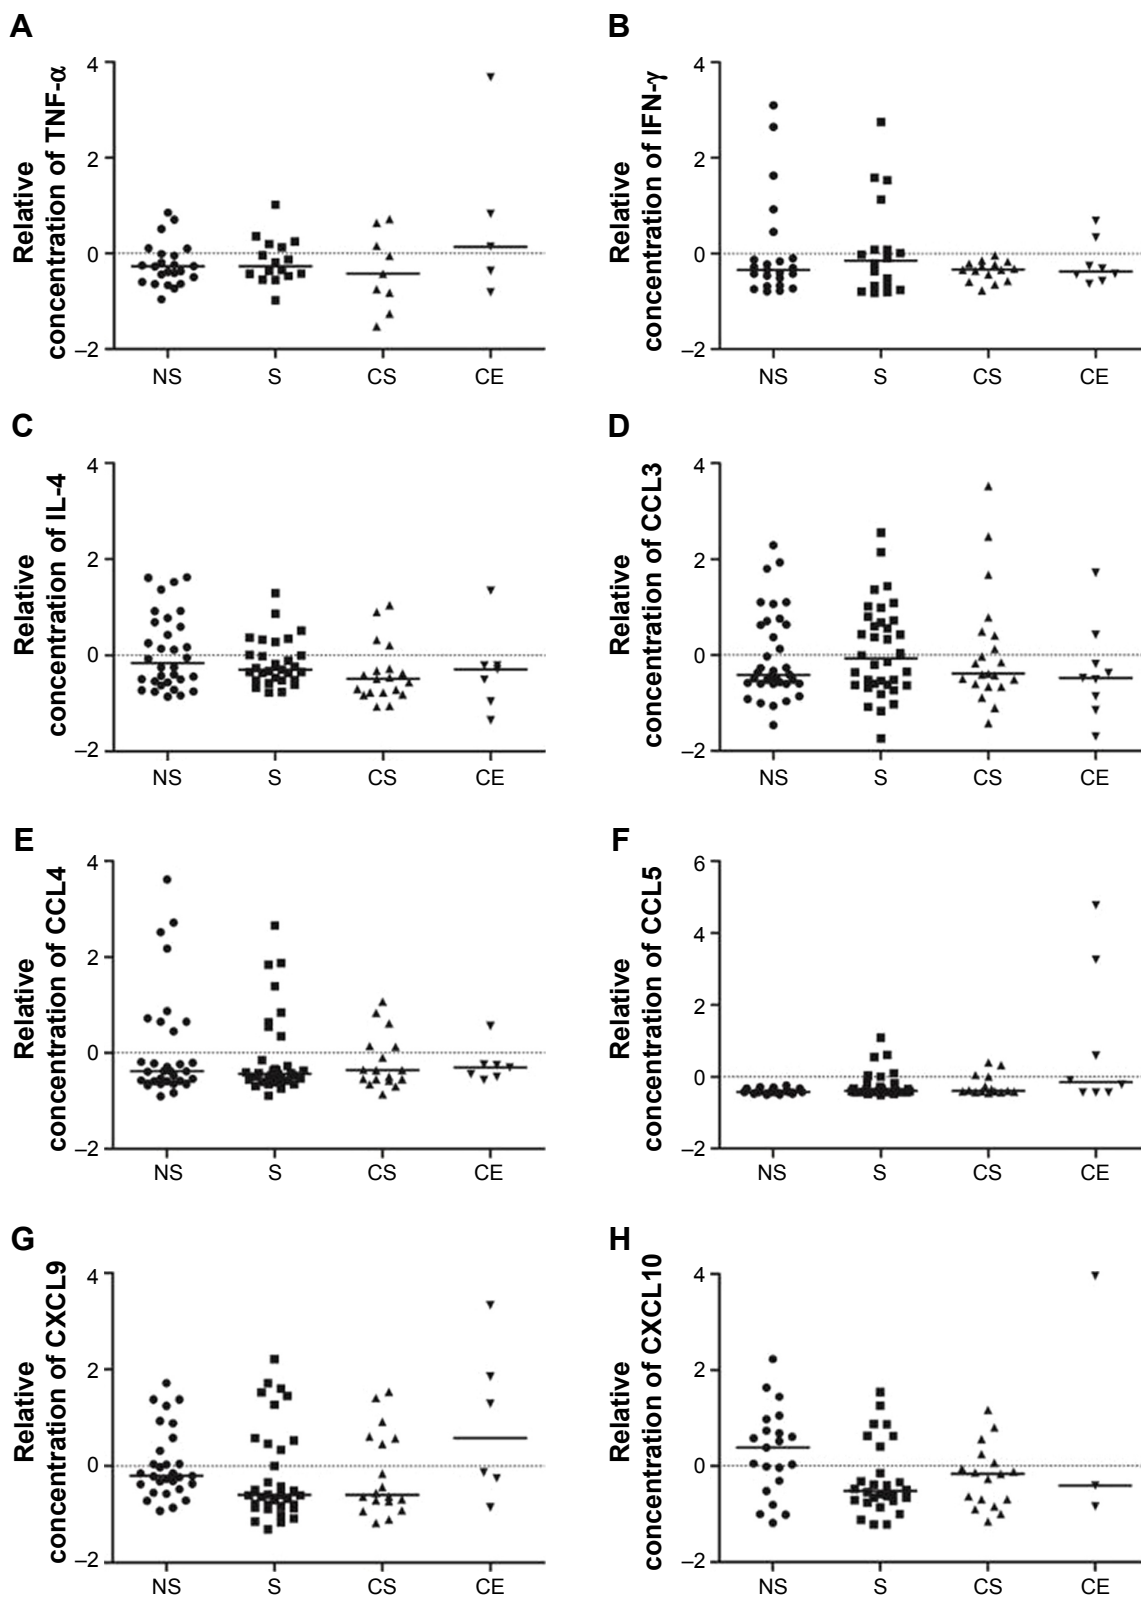 A
Relative
concentration of TNF-α
4
2
0
–2
NS S CS CE
B
Relative
concentration of IFN-γ
4
2
0
–2
NS S CS CE
C
Relative
concentration of IL-4
4
2
0
–2
NS S CS CE
D
Relative
concentration of CCL3
4
2
0
–2
NS S CS CE
E
Relative
concentration of CCL4
4
2
0
–2
NS S CS CE
F
Relative
concentration of CCL5
6
4
2
0
–2
NS S CS CE
G
Relative
concentration of CXCL9
4
2
0
–2
NS S CS CE
H
Relative
concentration of CXCL10
4
2
0
–2
NS S CS CE